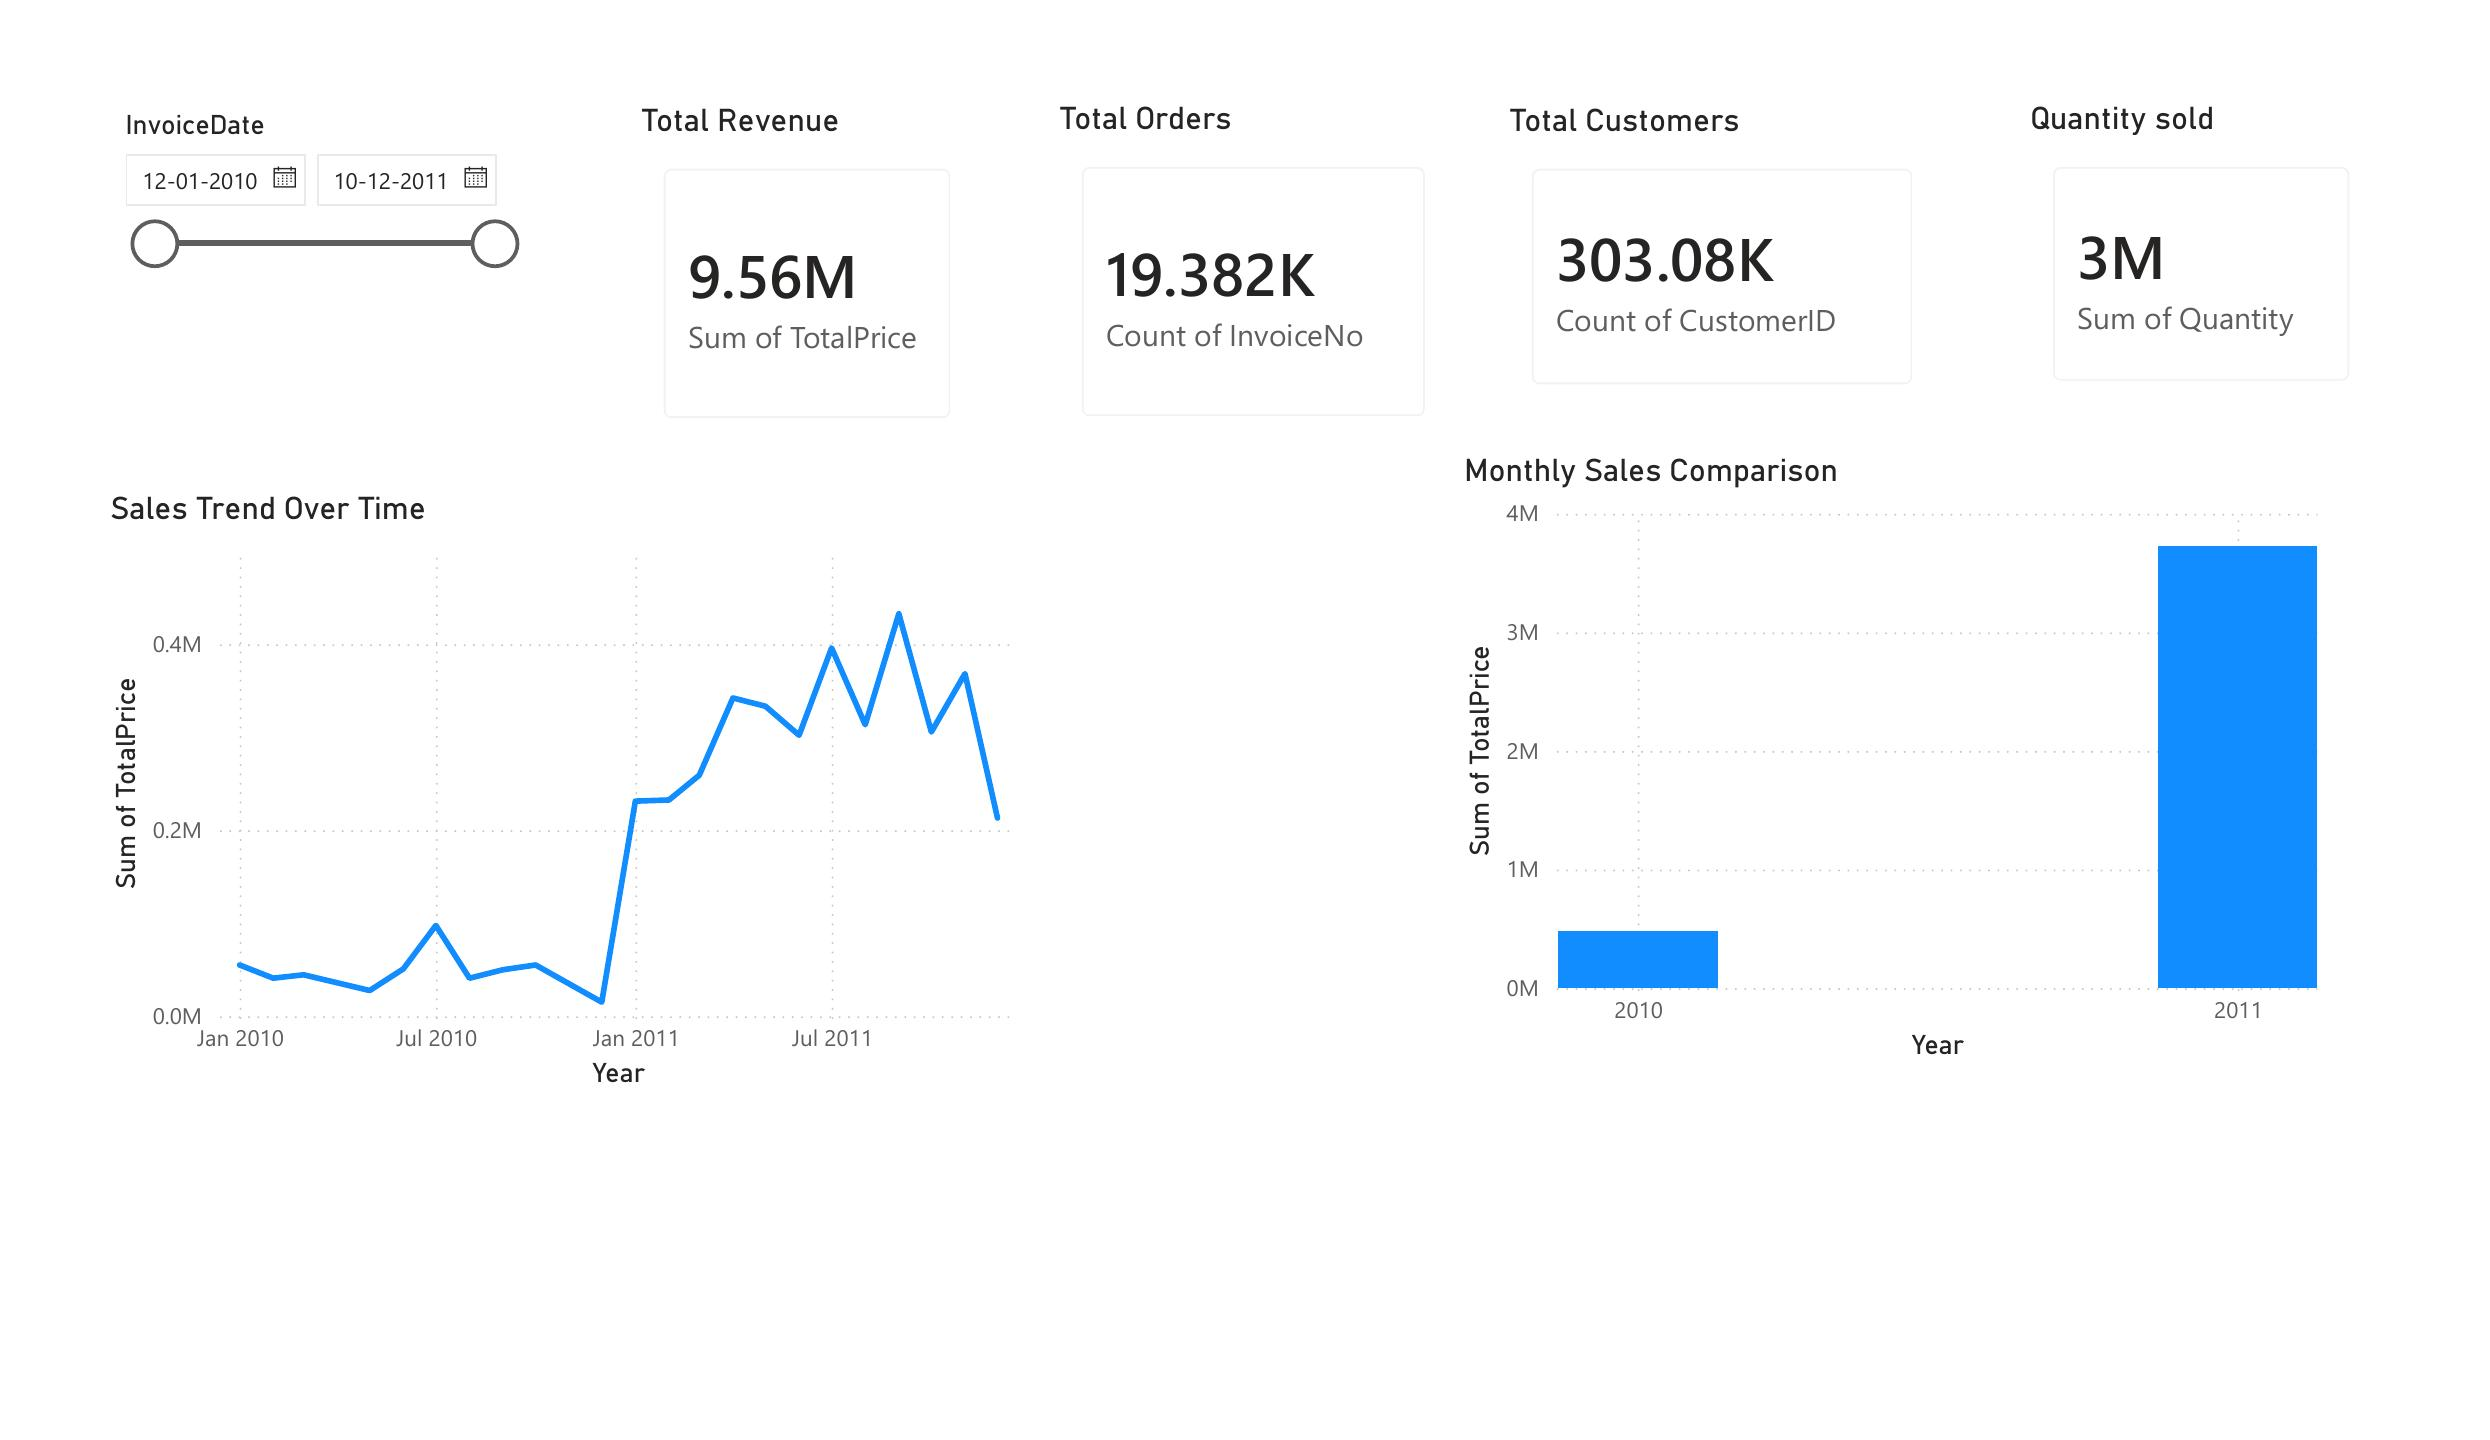 InvoiceDate
12-01-2010
10-12-2011
Total Revenue
9.56M
Sum of TotalPrice
Total Orders
19.382K
Count of InvoiceNo
Total Customers
303.08K
Count of CustomerID
Quantity sold
3M
Sum of Quantity
Sales Trend Over Time
Sum of TotalPrice
0.4M
0.2M
0.0M
Jan 2010
Jul 2010
Jan 2011
Jul 2011
Year
Monthly Sales Comparison
Sum of TotalPrice
4M
3M
2M
1M
0M
2010
2011
Year